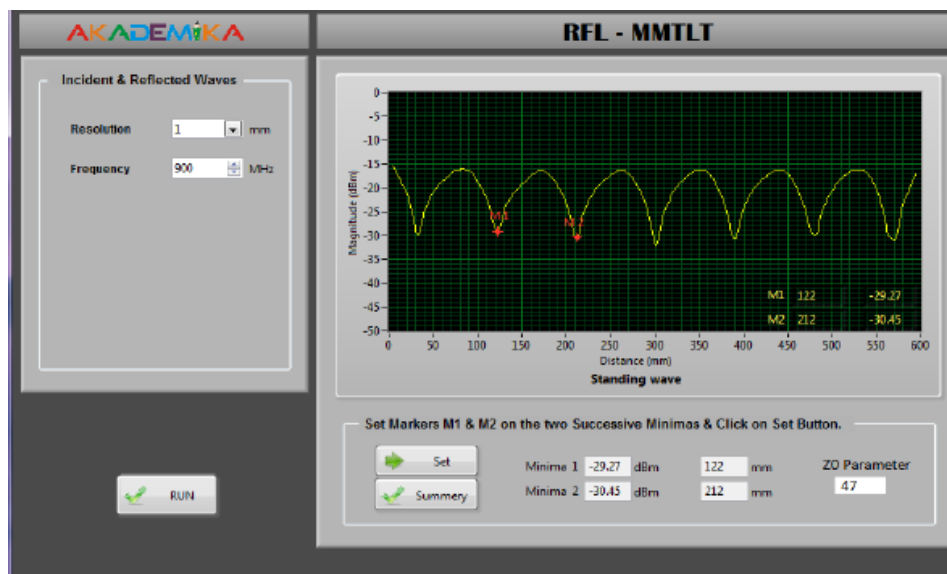 AKADEMIKA
RFL - MMTLT
Incident & Reflected Waves
Resolution 1 mm
Frequency 900 MHz
RUN
Magnitude (dBm)
0
-5
-10
-15
-20
-25
-30
-35
-40
-45
-50
M1
M2
M1 122 -29.27
M2 212 -30.45
0 50 100 150 200 250 300 350 400 450 500 550 600
Distance (mm)
Standing wave
Set Markers M1 & M2 on the two Successive Minimas & Click on Set Button.
Set
Summery
Minima 1 -29.27 dBm 122 mm
Minima 2 -30.45 dBm 212 mm
ZO Parameter
47